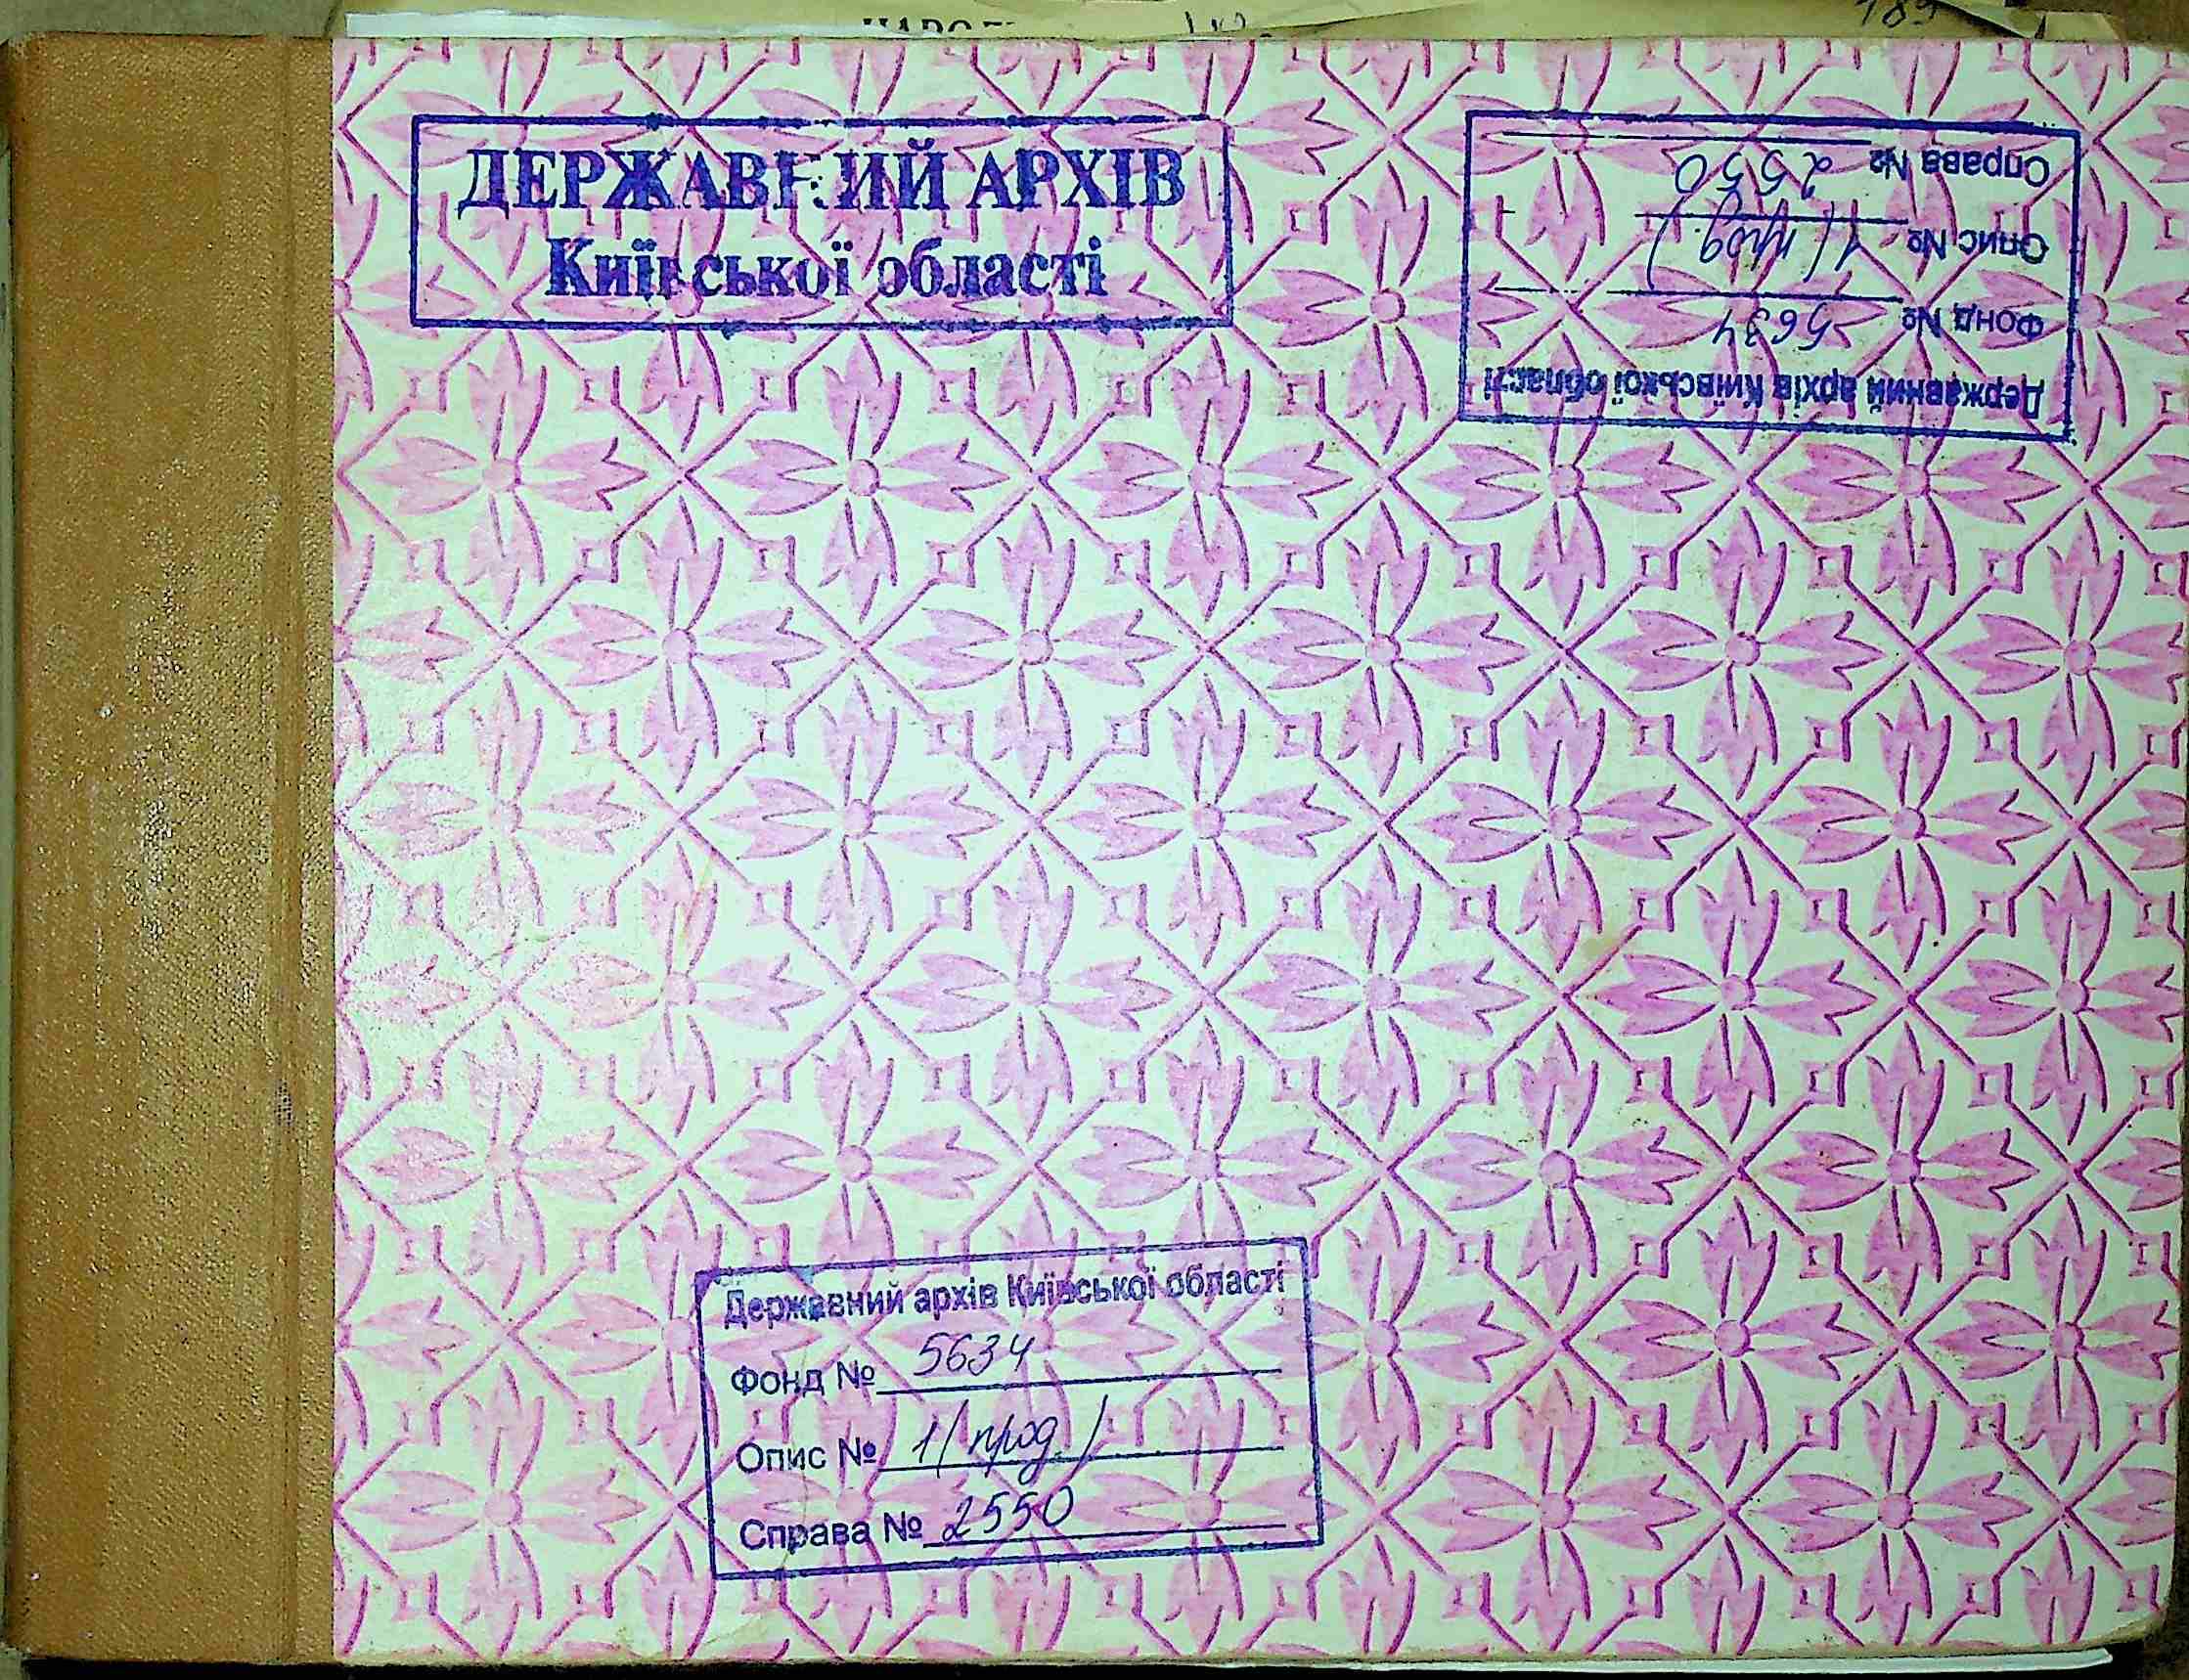 ДЕРЖАВНИЙ АРХІВ
Київської області
Державний архів Київської області
Фонд № 5634
Опис № 1 (прод.)
Справа № 2550
Державний архів Київської області
Фонд № 5634
Опис № 1 (прод.)
Справа № 2550